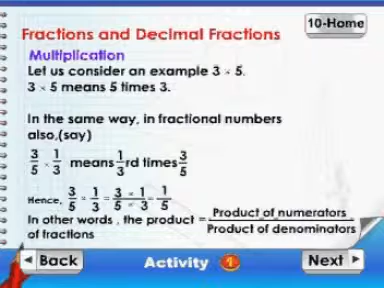 10-Home
Fractions and Decimal Fractions
Multiplication
Let us consider an example 3 × 5.
3 × 5 means 5 times 3.
In the same way, in fractional numbers
also,(say)
3/5 × 1/3 means 1/3 rd times 3/5
Hence, 3/5 × 1/3 = 3 × 1 / 5 × 3 = 1/5
In other words , the product = Product of numerators / Product of denominators
of fractions
Back
Activity
1
Next